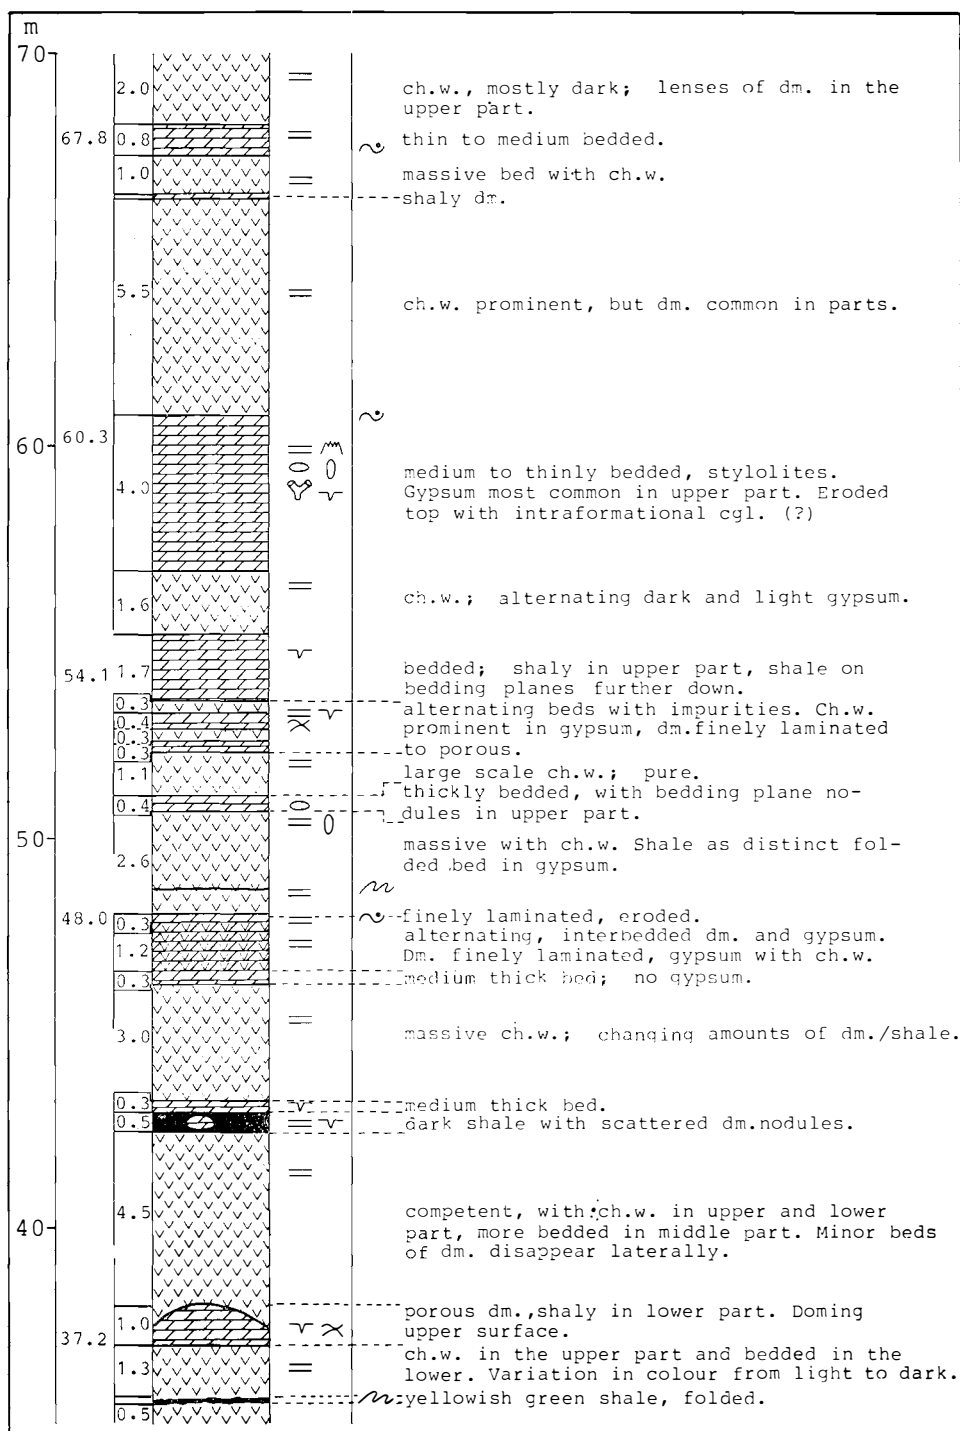 m
70
2.0
ch.w., mostly dark; lenses of dm. in the
upper part.
67.8 0.8
thin to medium bedded.
1.0
massive bed with ch.w.
shaly dm.
5.5
ch.w. prominent, but dm. common in parts.
60
60.3
4.0
medium to thinly bedded, stylolites.
Gypsum most common in upper part. Eroded
top with intraformational cgl. (?)
1.6
ch.w.; alternating dark and light gypsum.
54.1 1.7
bedded; shaly in upper part, shale on
bedding planes further down.
0.3
alternating beds with impurities. Ch.w.
0.4
prominent in gypsum, dm.finely laminated
0.3
0.3
to porous.
1.1
large scale ch.w.; pure.
0.4
thickly bedded, with bedding plane no-
dules in upper part.
50
2.6
massive with ch.w. Shale as distinct fol-
ded bed in gypsum.
48.0 0.3
finely laminated, eroded.
1.2
alternating, interbedded dm. and gypsum.
Dm. finely laminated, gypsum with ch.w.
0.3
medium thick bed; no gypsum.
3.0
massive ch.w.; changing amounts of dm./shale.
0.3
medium thick bed.
0.5
dark shale with scattered dm.nodules.
40
4.5
competent, with ch.w. in upper and lower
part, more bedded in middle part. Minor beds
of dm. disappear laterally.
1.0
porous dm.,shaly in lower part. Doming
upper surface.
37.2
1.3
ch.w. in the upper part and bedded in the
lower. Variation in colour from light to dark.
yellowish green shale, folded.
0.5